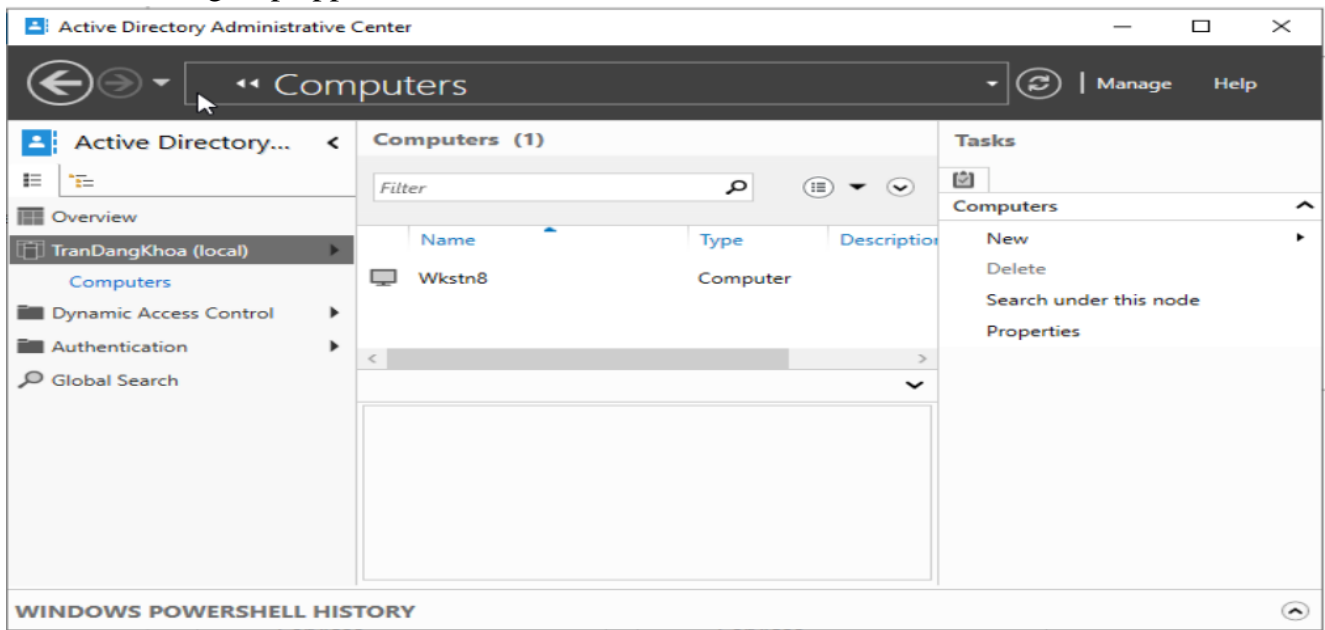 Active Directory Administrative Center
Computers
Manage Help
Active Directory...
Overview
TranDangKhoa (local)
Computers
Dynamic Access Control
Authentication
Global Search
Computers (1)
Filter
Name Type Description
Wkstn8 Computer
Tasks
Computers
New
Delete
Search under this node
Properties
WINDOWS POWERSHELL HISTORY